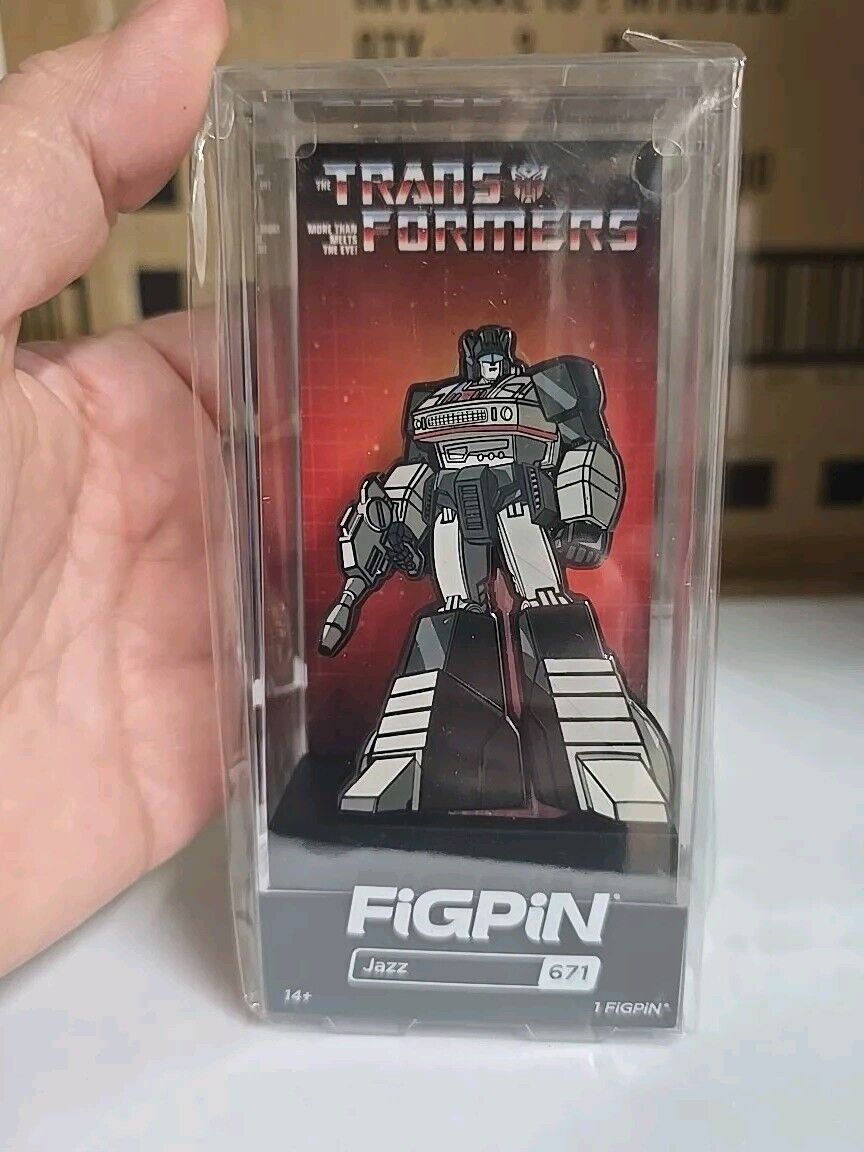 THE TRANS
FORMERS
MORE THAN
MEETS
THE EYE!
FiGPiN
Jazz 671
14+
1 FiGPiN